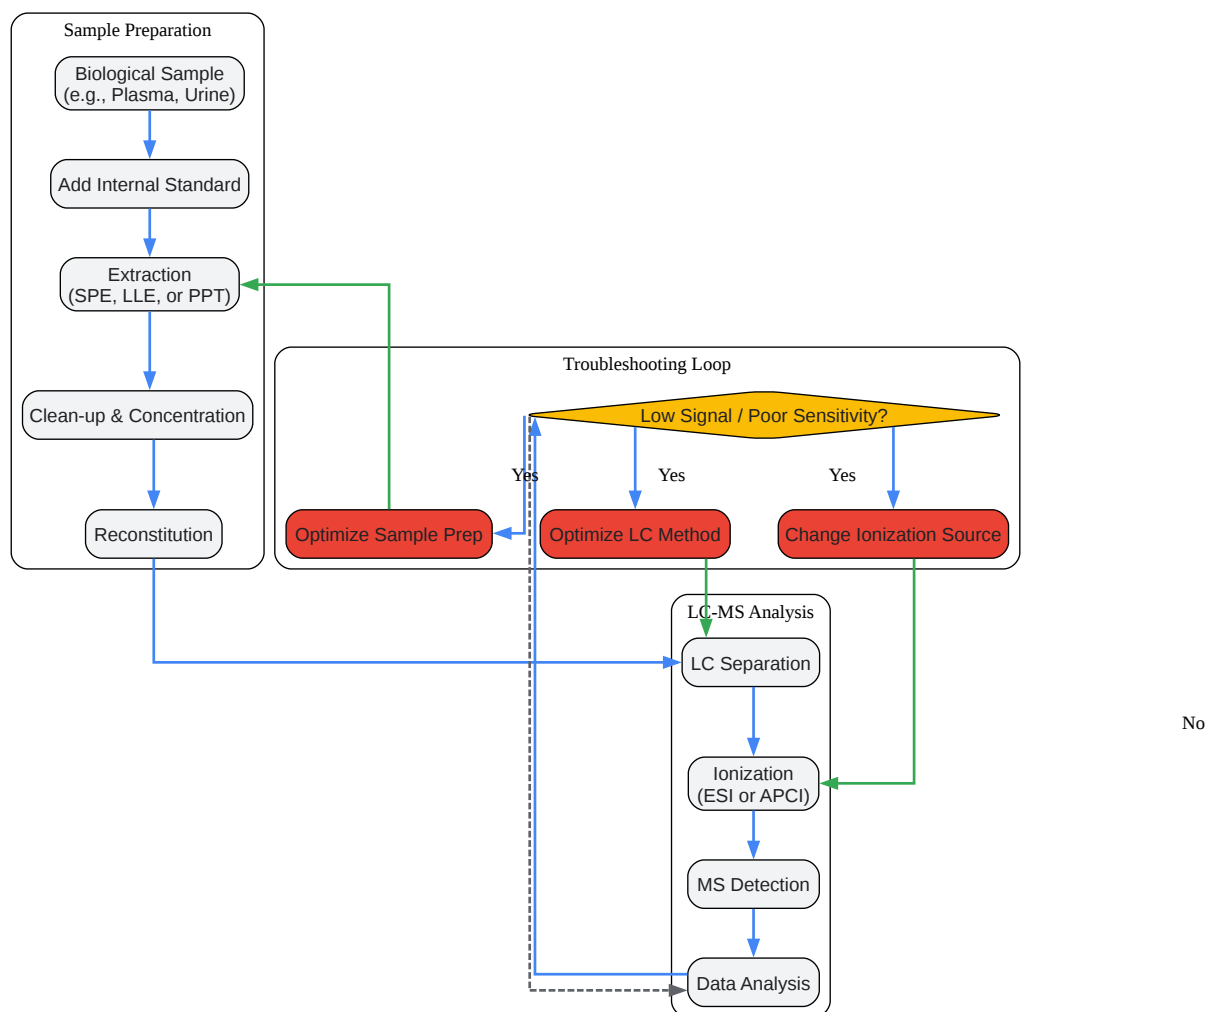 Sample Preparation
Biological Sample
(e.g., Plasma, Urine)
Add Internal Standard
Extraction
(SPE, LLE, or PPT)
Clean-up & Concentration
Reconstitution
Troubleshooting Loop
Low Signal / Poor Sensitivity?
Yes
Yes
Yes
Optimize Sample Prep
Optimize LC Method
Change Ionization Source
LC-MS Analysis
LC Separation
No
Ionization
(ESI or APCI)
MS Detection
Data Analysis